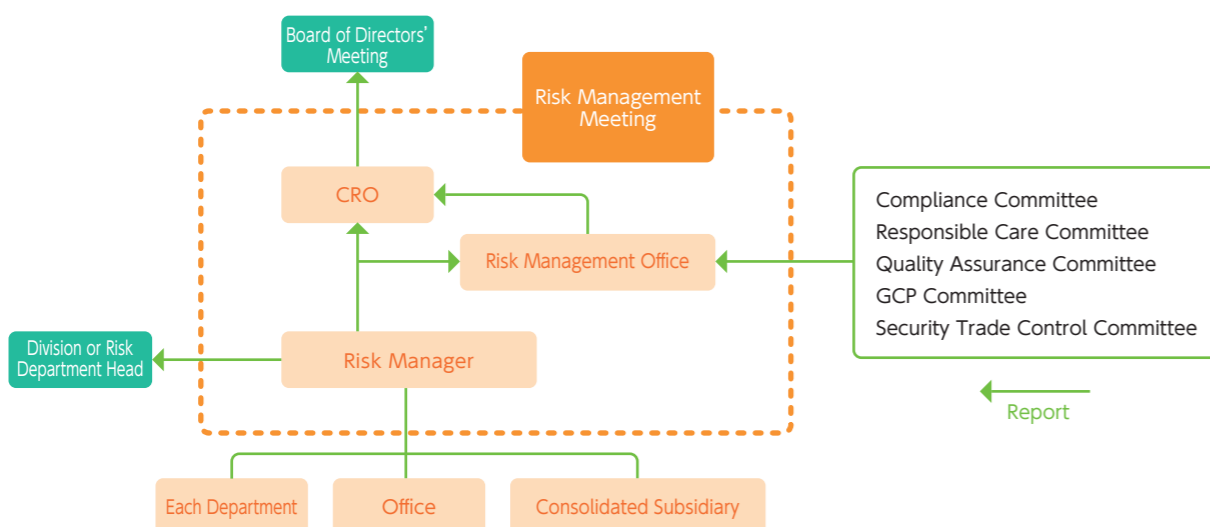 Board of Directors'
Meeting
Risk Management
Meeting
CRO
Risk Management Office
Compliance Committee
Responsible Care Committee
Quality Assurance Committee
GCP Committee
Security Trade Control Committee
Division or Risk
Department Head
Risk Manager
Report
Each Department
Office
Consolidated Subsidiary